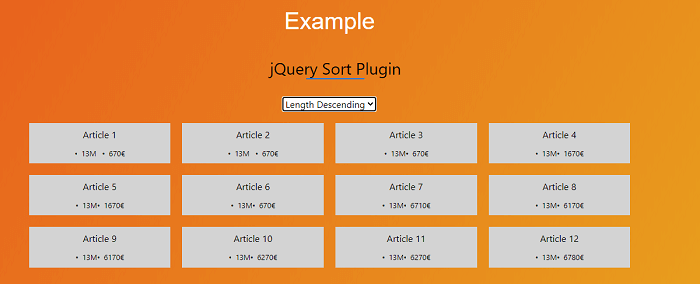 Example
jQuery Sort Plugin
Length Descending
Article 1
• 13M • 670€
Article 2
• 13M • 670€
Article 3
• 13M• 670€
Article 4
• 13M• 1670€
Article 5
• 13M• 1670€
Article 6
• 13M• 670€
Article 7
• 13M• 6710€
Article 8
• 13M• 6170€
Article 9
• 13M• 6170€
Article 10
• 13M• 6270€
Article 11
• 13M• 6270€
Article 12
• 13M• 6780€